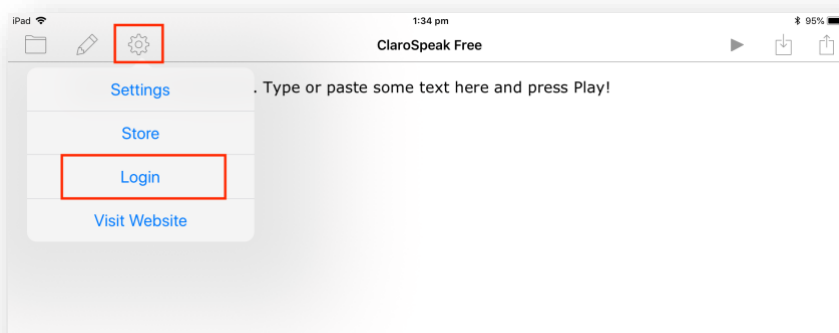 iPad 1:34 pm 95%
ClaroSpeak Free
. Type or paste some text here and press Play!
Settings
Store
Login
Visit Website